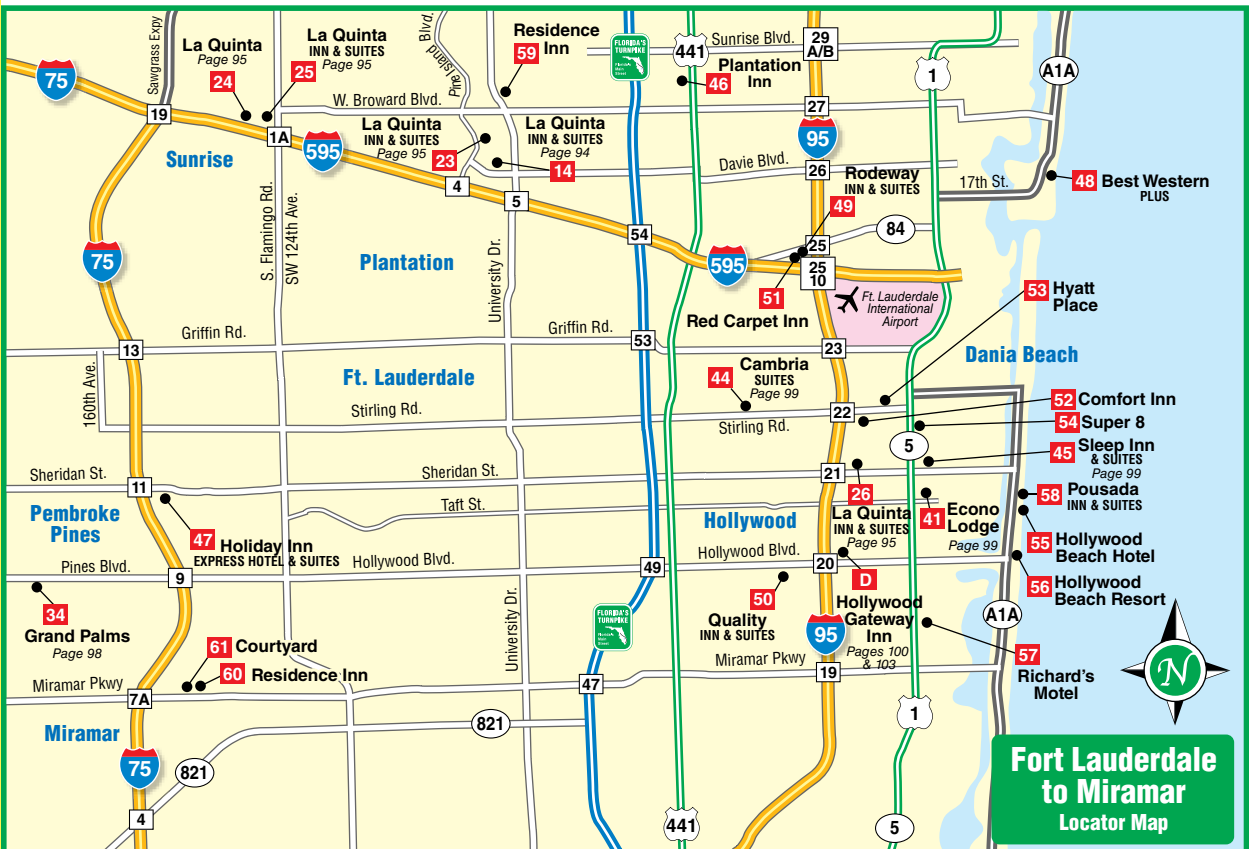 Sawgrass Expy
La Quinta
Page 95
24
La Quinta
INN & SUITES
Page 95
25
Pine Island
Blvd.
Residence
Inn
59
FLORIDA'S
TURNPIKE
441
Sunrise Blvd.
29
A/B
Plantation
Inn
46
1
A1A
75
19
W. Broward Blvd.
27
1A
595
La Quinta
INN & SUITES
Page 95
23
La Quinta
INN & SUITES
Page 94
14
95
Sunrise
4
5
Davie Blvd.
26
Rodeway
INN & SUITES
49
17th St.
48 Best Western
PLUS
S. Flamingo Rd.
SW 124th Ave.
54
84
25
75
Plantation
University Dr.
595
25
10
51
Red Carpet Inn
Ft. Lauderdale
International
Airport
53 Hyatt
Place
Griffin Rd.
Griffin Rd.
13
53
23
Dania Beach
160th Ave.
Ft. Lauderdale
Cambria
44 SUITES
Page 99
Stirling Rd.
22
Stirling Rd.
52 Comfort Inn
54 Super 8
5
45 Sleep Inn
& SUITES
Page 99
Sheridan St.
11
Sheridan St.
21
26
La Quinta
INN & SUITES
Page 95
41 Econo
Lodge
Page 99
58 Pousada
INN & SUITES
Pembroke
Pines
Taft St.
Hollywood
47 Holiday Inn
EXPRESS HOTEL & SUITES
55 Hollywood
Beach Hotel
Pines Blvd.
9
Hollywood Blvd.
49
Hollywood Blvd.
20
D
56 Hollywood
Beach Resort
34
Grand Palms
Page 98
50
Quality
INN & SUITES
Hollywood
Gateway
Inn
Pages 100
& 103
FLORIDA'S
TURNPIKE
95
A1A
61 Courtyard
60 Residence Inn
University Dr.
57
Richard's
Motel
N
Miramar Pkwy
7A
47
Miramar Pkwy
19
Miramar
821
1
75
821
Fort Lauderdale
to Miramar
Locator Map
4
441
5